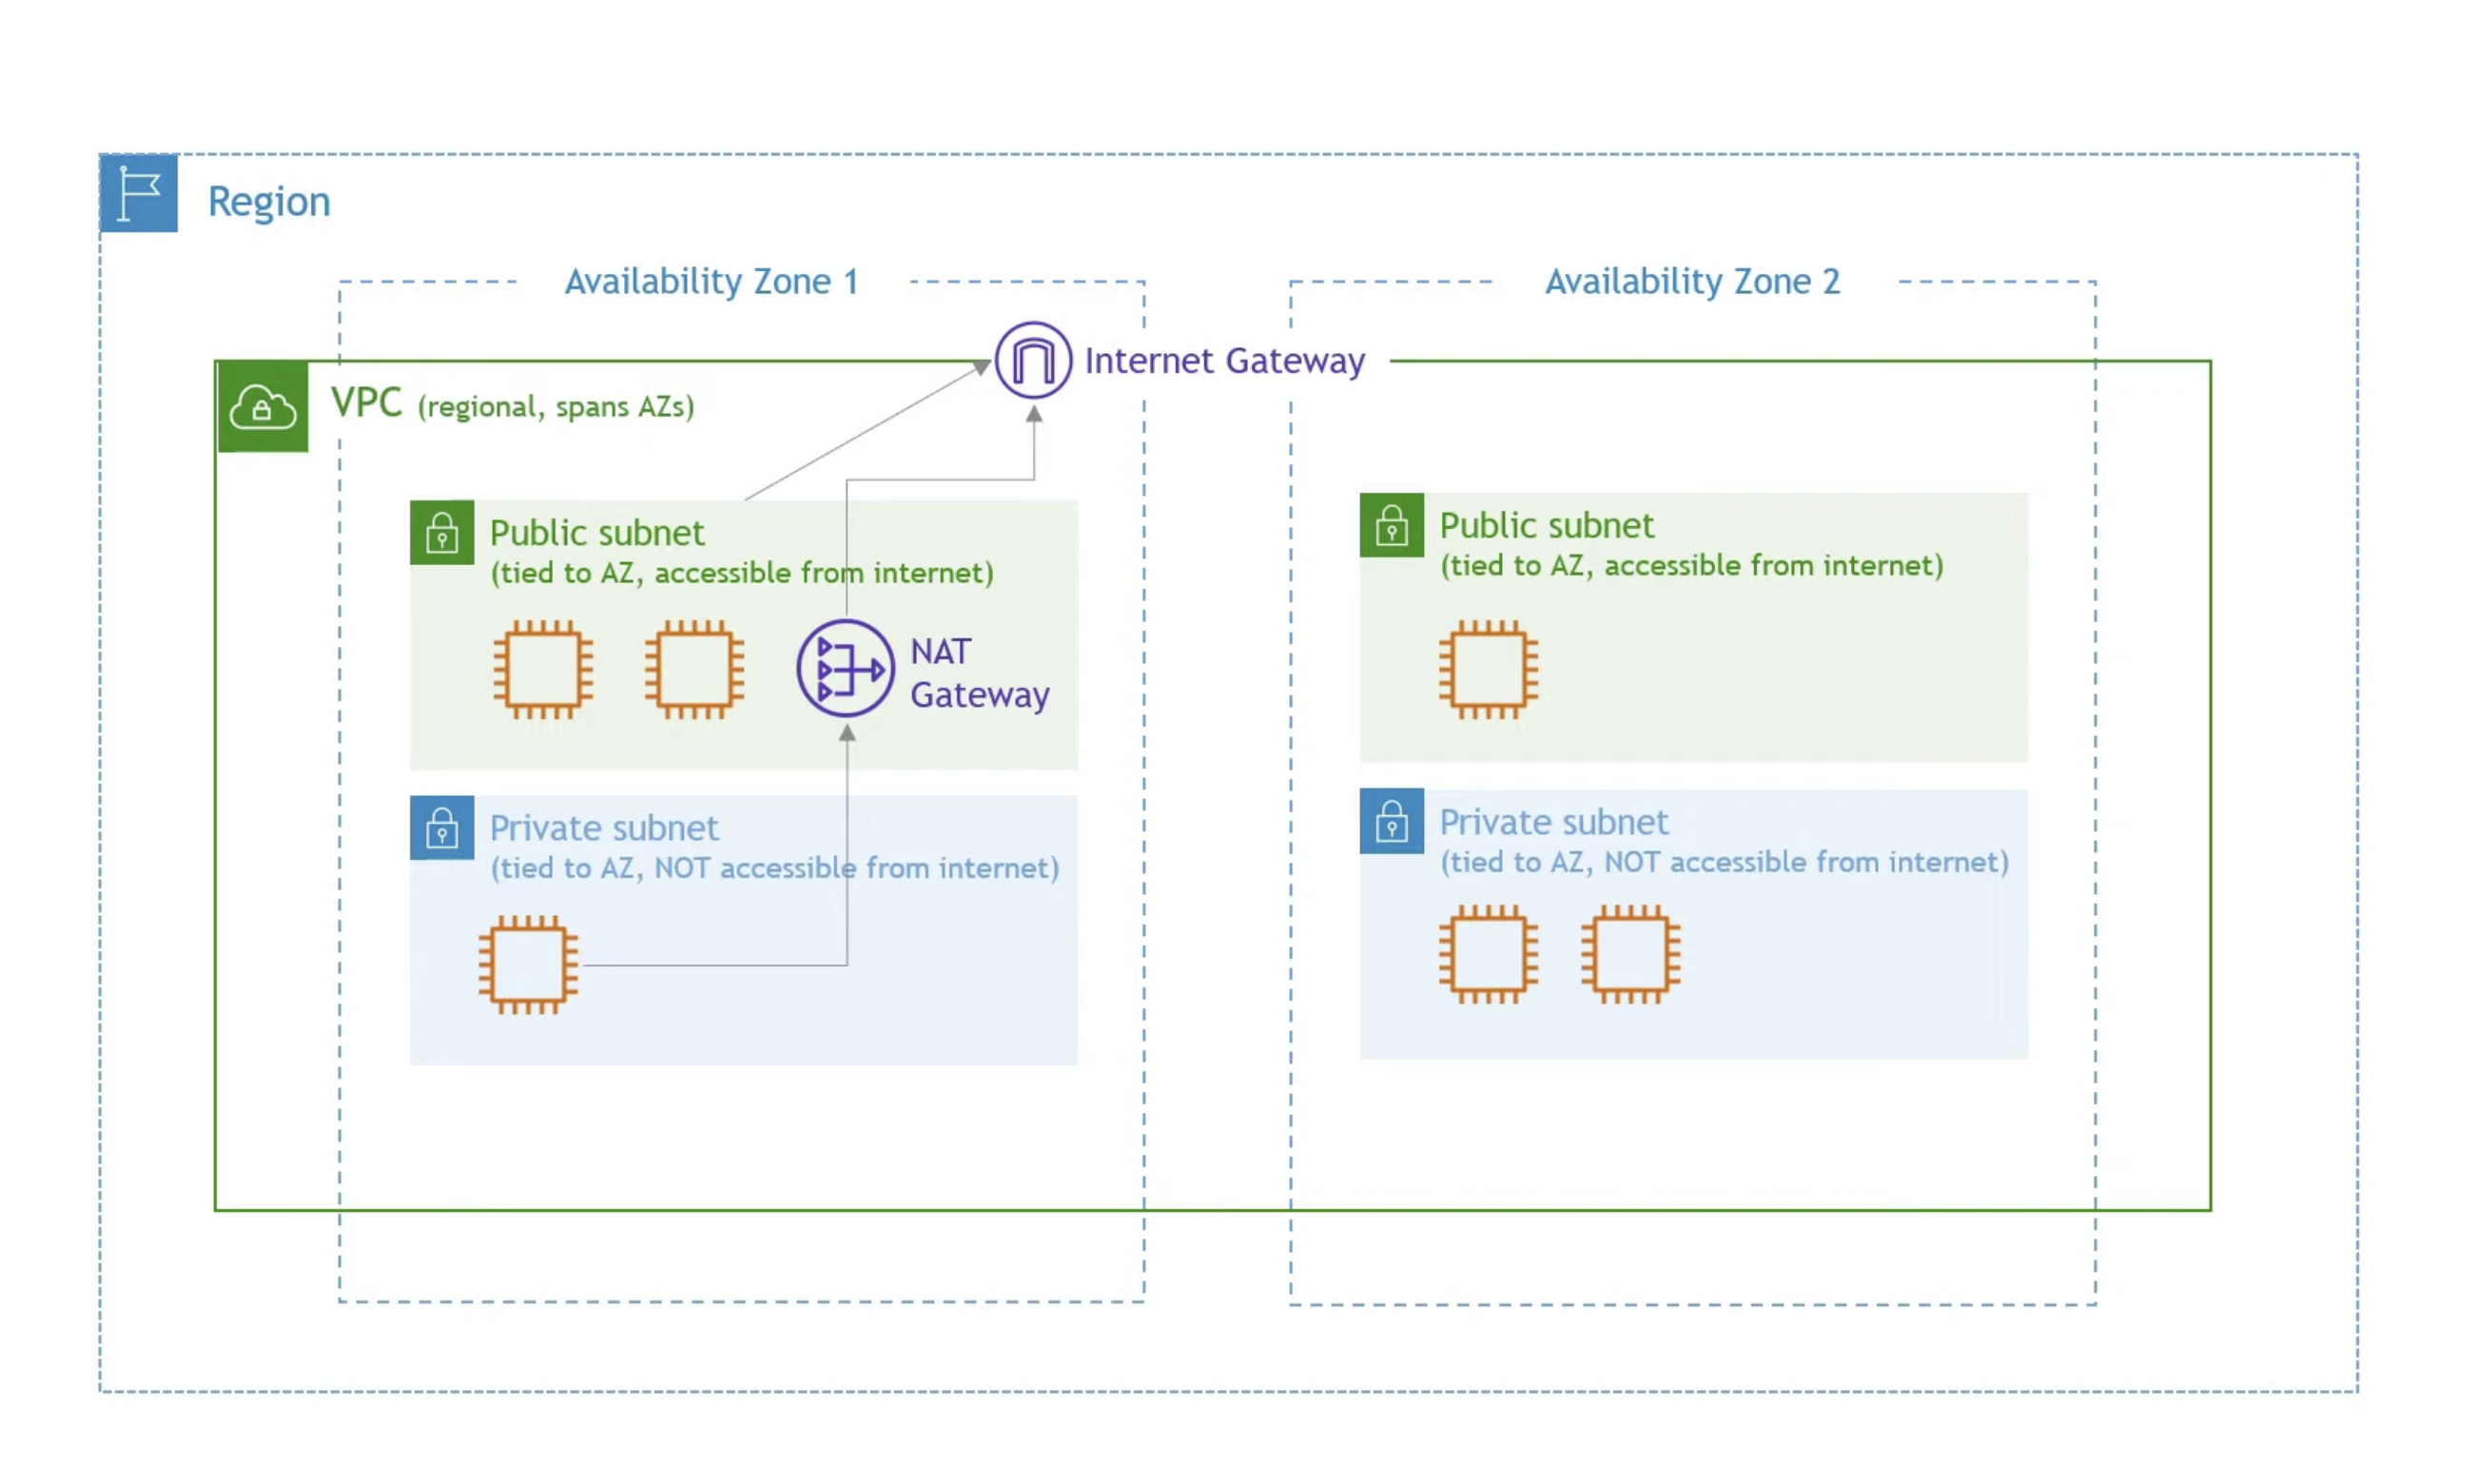 Region
Availability Zone 1
Availability Zone 2
Internet Gateway
VPC (regional, spans AZs)
Public subnet
(tied to AZ, accessible from internet)
NAT
Gateway
Private subnet
(tied to AZ, NOT accessible from internet)
Public subnet
(tied to AZ, accessible from internet)
Private subnet
(tied to AZ, NOT accessible from internet)